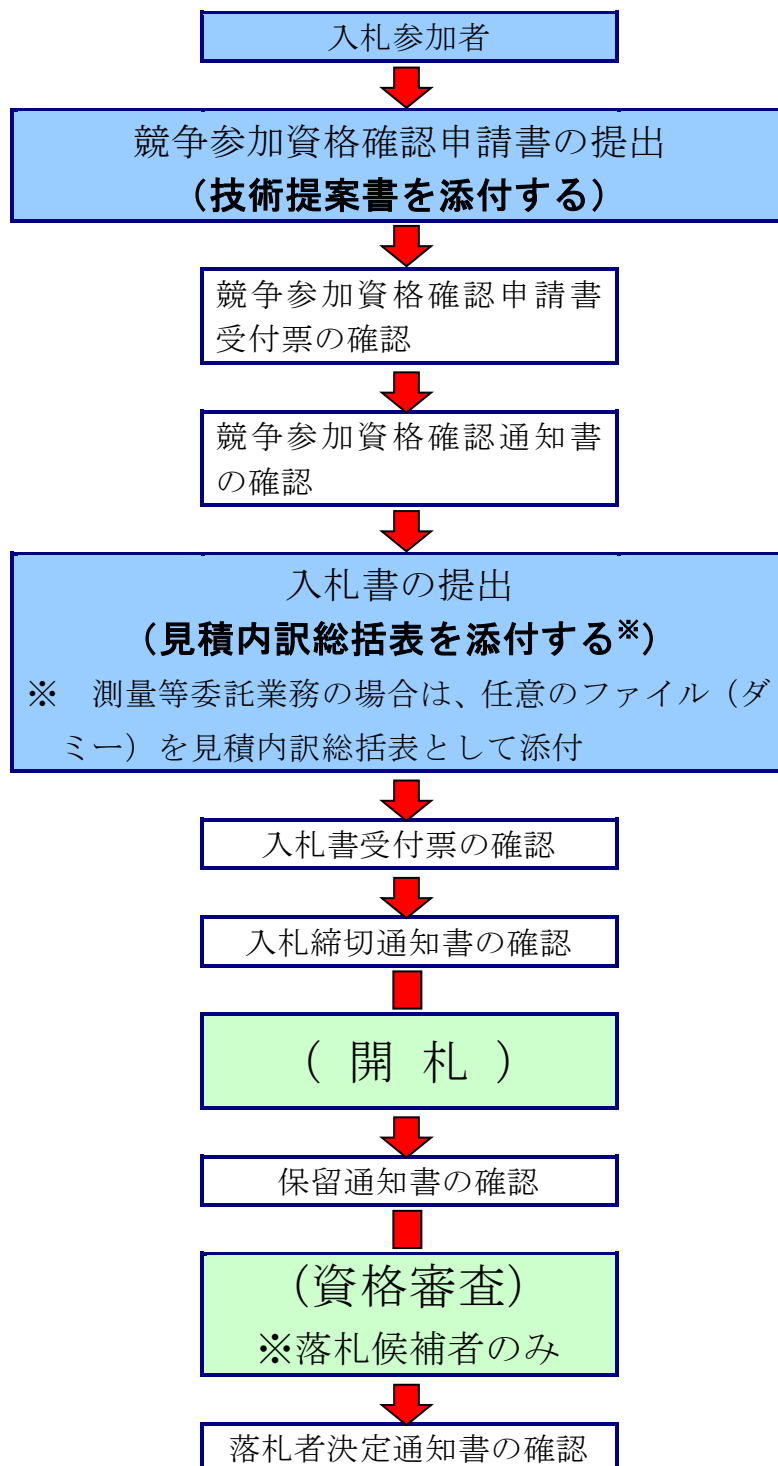 入札参加者
競争参加資格確認申請書の提出
（技術提案書を添付する）
競争参加資格確認申請書
受付票の確認
競争参加資格確認通知書
の確認
入札書の提出
（見積内訳総括表を添付する※）
※　測量等委託業務の場合は、任意のファイル（ダ
ミー）を見積内訳総括表として添付
入札書受付票の確認
入札締切通知書の確認
（ 開 札 ）
保留通知書の確認
（資格審査）
※落札候補者のみ
落札者決定通知書の確認